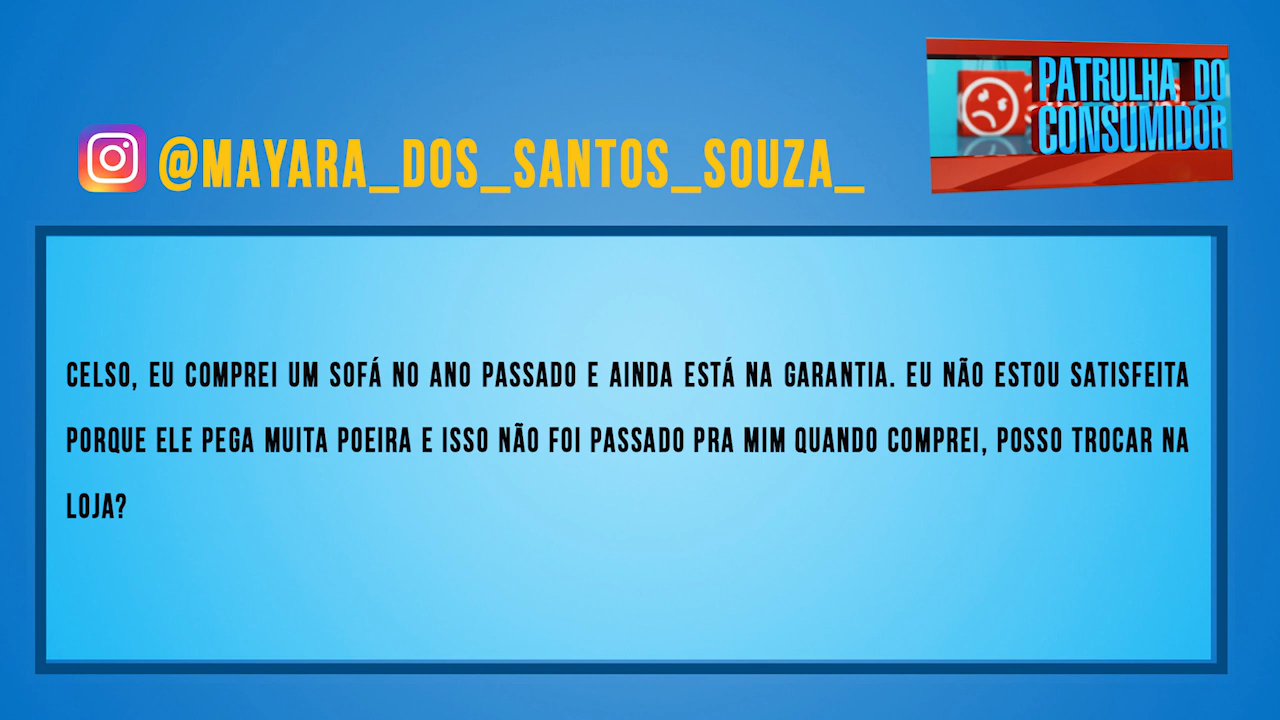 PATRULHA DO
CONSUMIDOR
@MAYARA_DOS_SANTOS_SOUZA_
CELSO, EU COMPREI UM SOFÁ NO ANO PASSADO E AINDA ESTÁ NA GARANTIA. EU NÃO ESTOU SATISFEITA
PORQUE ELE PEGA MUITA POEIRA E ISSO NÃO FOI PASSADO PRA MIM QUANDO COMPREI, POSSO TROCAR NA
LOJA?